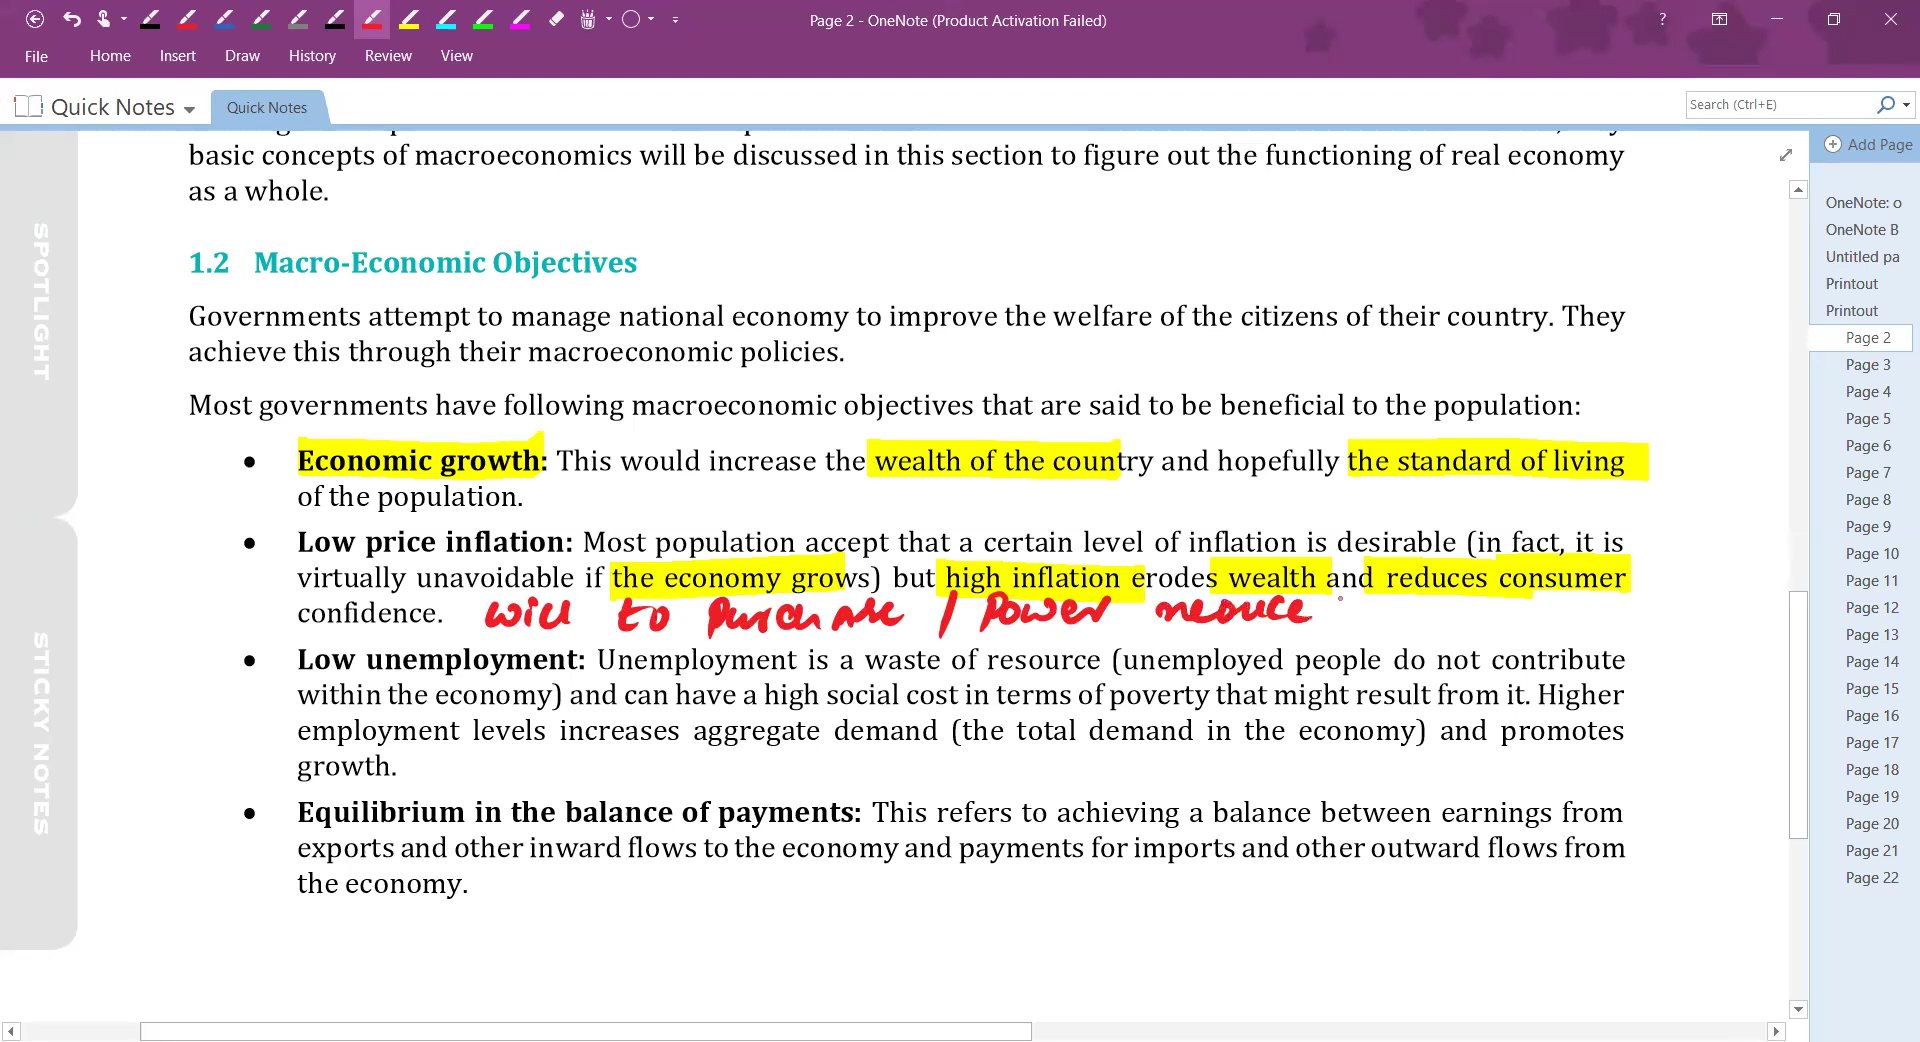 Page 2 - OneNote (Product Activation Failed)
?
File Home Insert Draw History Review View
Quick Notes
Quick Notes
Search (Ctrl+E)
Add Page
basic concepts of macroeconomics will be discussed in this section to figure out the functioning of real economy
as a whole.
1.2 Macro-Economic Objectives
Governments attempt to manage national economy to improve the welfare of the citizens of their country. They
achieve this through their macroeconomic policies.
Most governments have following macroeconomic objectives that are said to be beneficial to the population:
• Economic growth: This would increase the wealth of the country and hopefully the standard of living
of the population.
• Low price inflation: Most population accept that a certain level of inflation is desirable (in fact, it is
virtually unavoidable if the economy grows) but high inflation erodes wealth and reduces consumer
confidence. will to purchase / Power reduce
• Low unemployment: Unemployment is a waste of resource (unemployed people do not contribute
within the economy) and can have a high social cost in terms of poverty that might result from it. Higher
employment levels increases aggregate demand (the total demand in the economy) and promotes
growth.
• Equilibrium in the balance of payments: This refers to achieving a balance between earnings from
exports and other inward flows to the economy and payments for imports and other outward flows from
the economy.
SPOTLIGHT
STICKY NOTES
OneNote: o
OneNote B
Untitled pa
Printout
Printout
Page 2
Page 3
Page 4
Page 5
Page 6
Page 7
Page 8
Page 9
Page 10
Page 11
Page 12
Page 13
Page 14
Page 15
Page 16
Page 17
Page 18
Page 19
Page 20
Page 21
Page 22